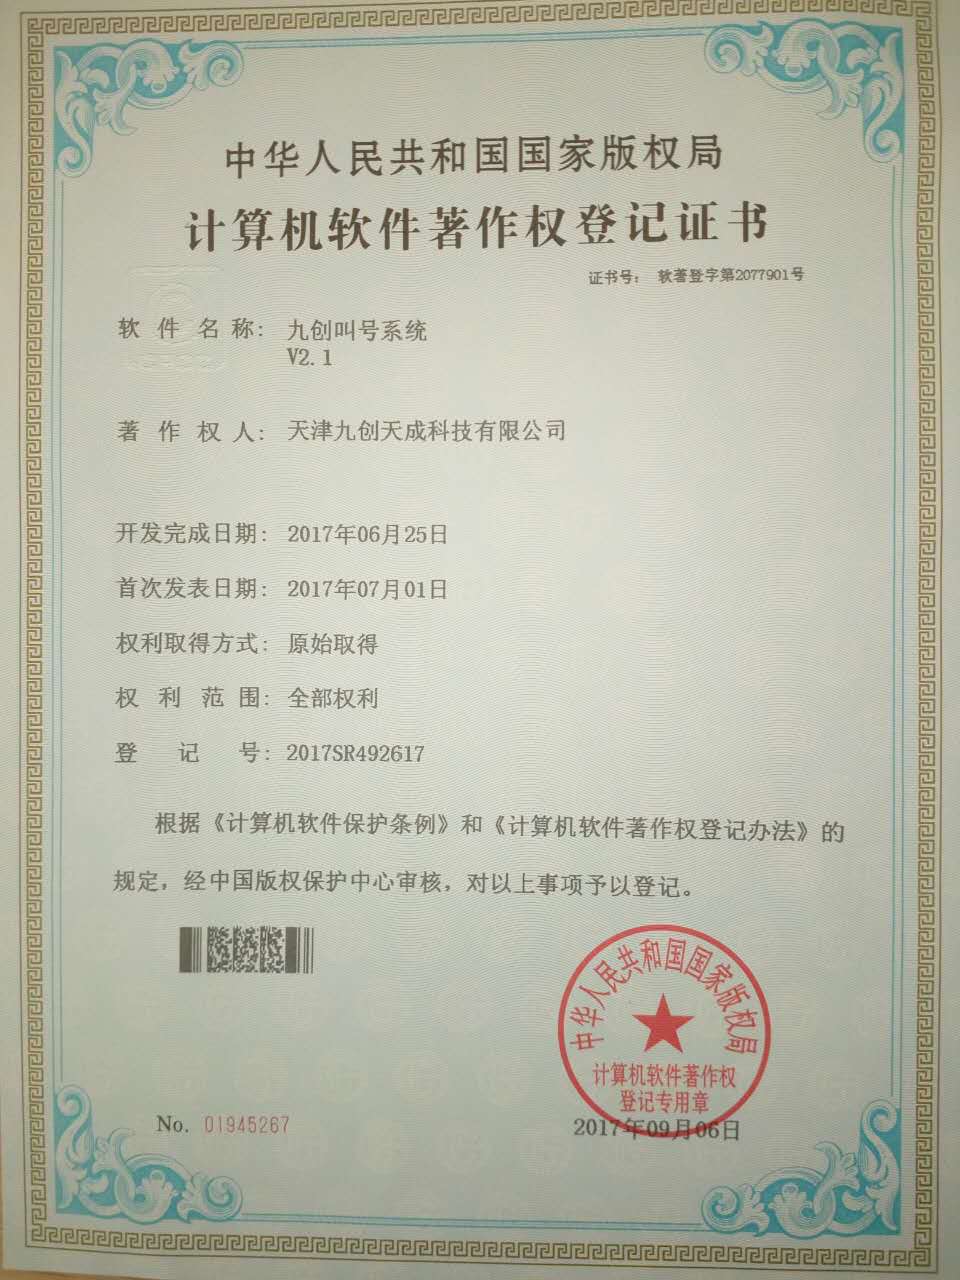 中华人民共和国国家版权局
计算机软件著作权登记证书
证书号： 软著登字第2077901号
软件名称： 九创叫号系统
V2.1
著作权人： 天津九创天成科技有限公司
开发完成日期： 2017年06月25日
首次发表日期： 2017年07月01日
权利取得方式： 原始取得
权利范围： 全部权利
登记号： 2017SR492617
根据《计算机软件保护条例》和《计算机软件著作权登记办法》的
规定，经中国版权保护中心审核，对以上事项予以登记。
中华人民共和国国家版权局
计算机软件著作权
登记专用章
No. 01945267
2017年09月06日